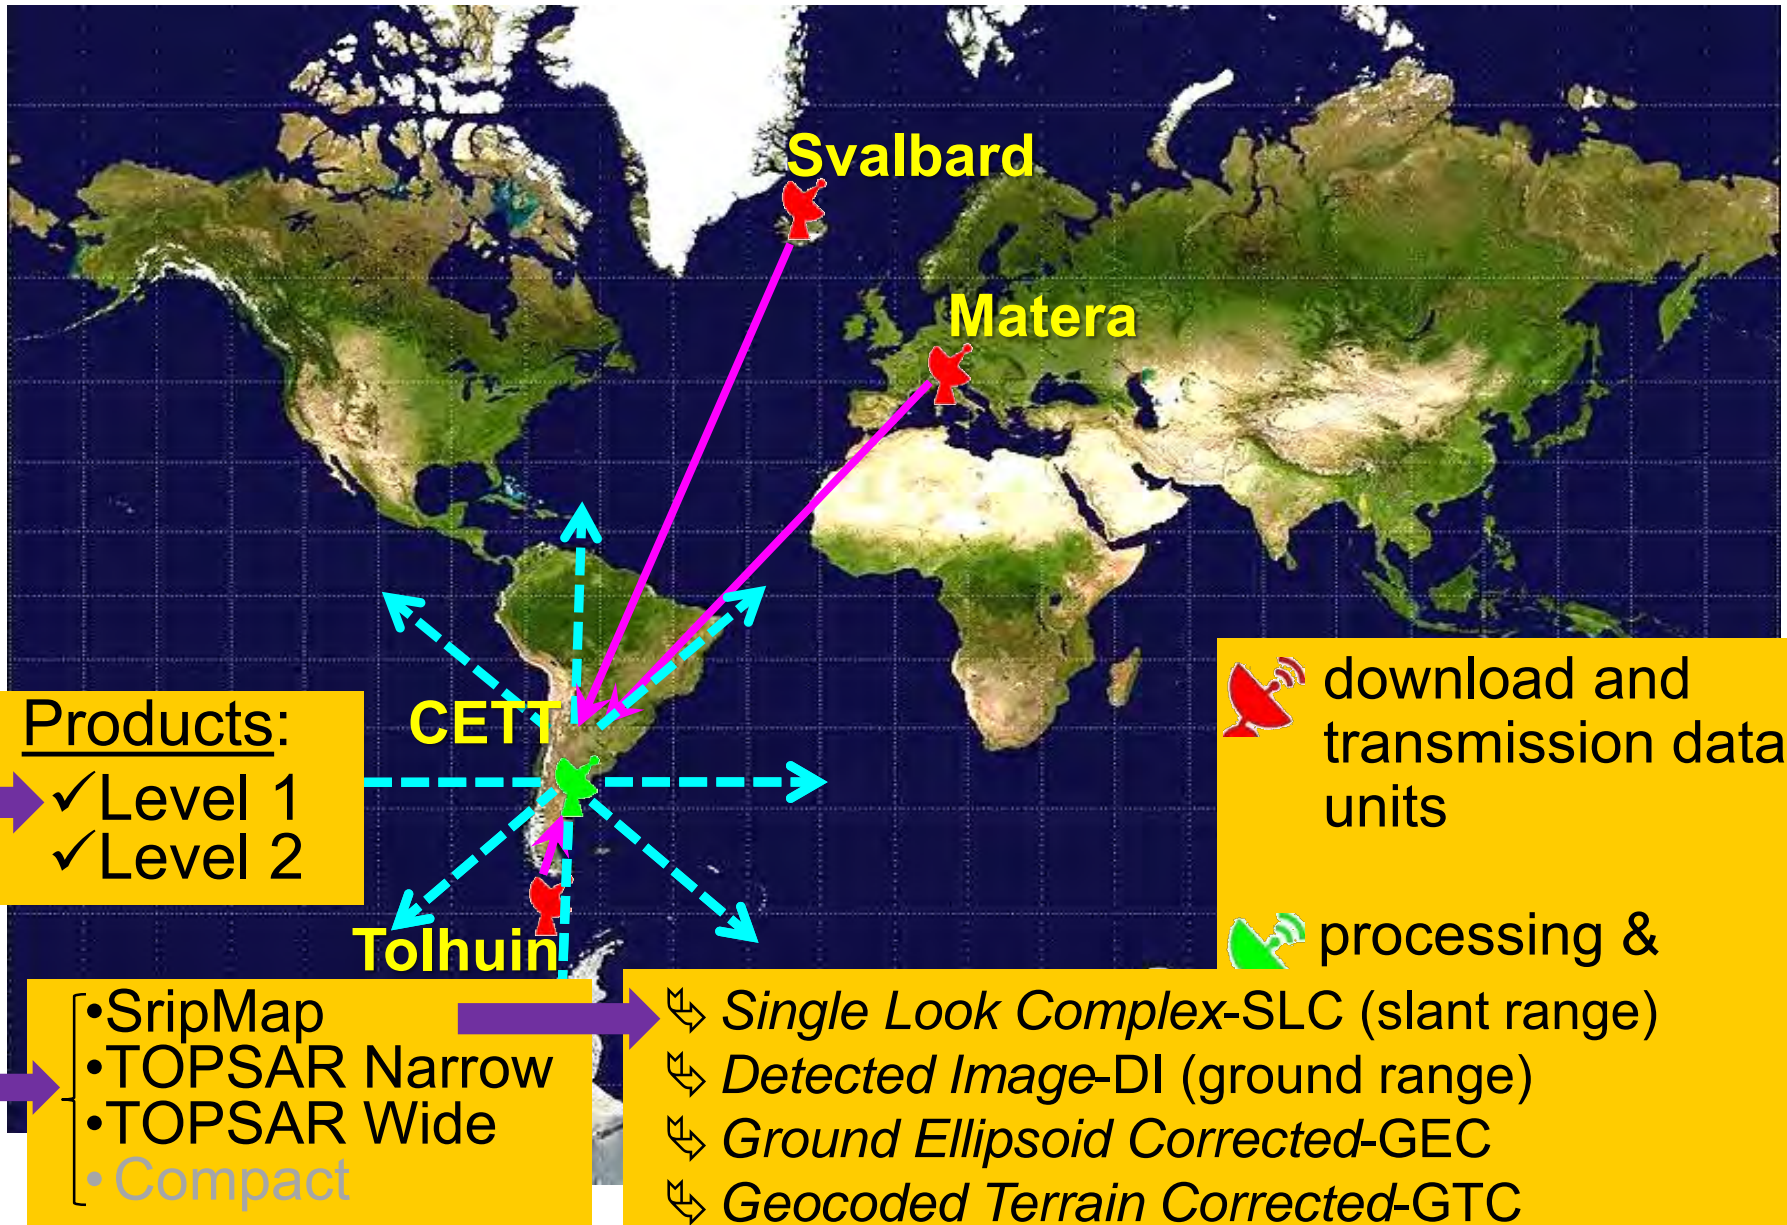 Svalbard
Matera
CETT
Tolhuin
Products:
✓Level 1
✓Level 2
download and
transmission data
units
processing &
•SripMap
•TOPSAR Narrow
•TOPSAR Wide
•Compact
Single Look Complex-SLC (slant range)
Detected Image-DI (ground range)
Ground Ellipsoid Corrected-GEC
Geocoded Terrain Corrected-GTC